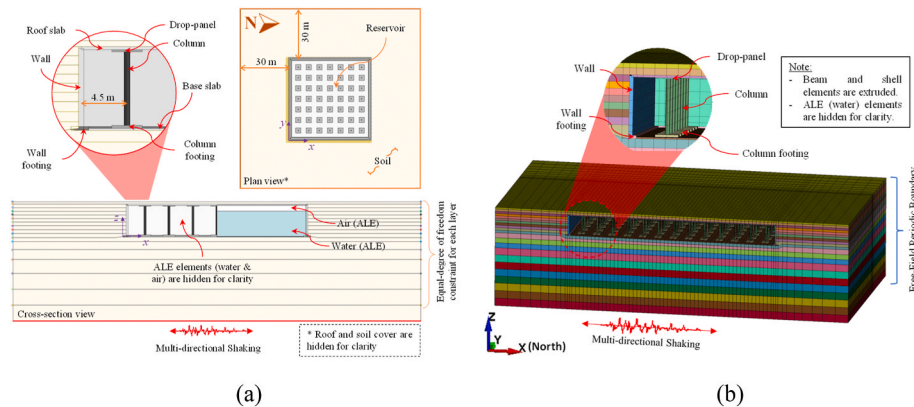 Roof slab
Drop-panel
Column
Wall
4.5 m
Base slab
Wall
footing
Column
footing
N
30 m
30 m
Reservoir
y
x
Soil
Plan view*
z
x
Air (ALE)
Water (ALE)
ALE elements (water &
air) are hidden for clarity
Cross-section view
Equal-degree of freedom
constraint for each layer
Multi-directional Shaking
* Roof and soil cover are
hidden for clarity
(a)
Drop-panel
Wall
Column
Wall
footing
Column footing
Note:
- Beam and shell
elements are extruded.
- ALE (water) elements
are hidden for clarity.
Free Field Periodic Boundary
Z
Y
X (North)
Multi-directional Shaking
(b)